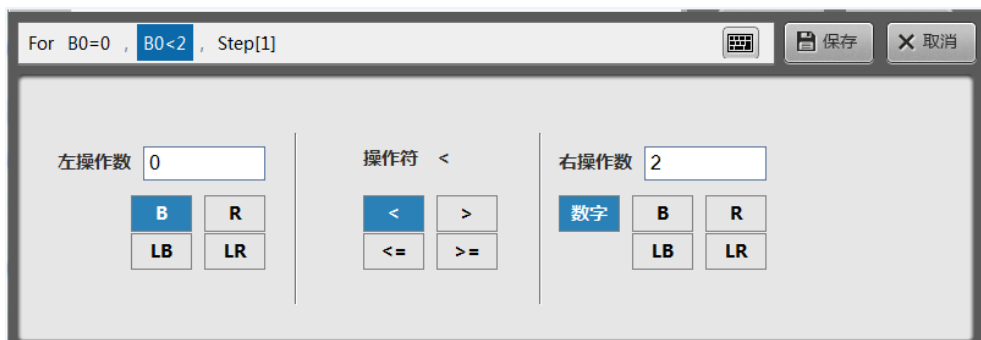 For B0=0 , B0<2 , Step[1] 保存 取消
左操作数 0 操作符 < 右操作数 2
B R < > 数字 B R
LB LR <= >= LB LR